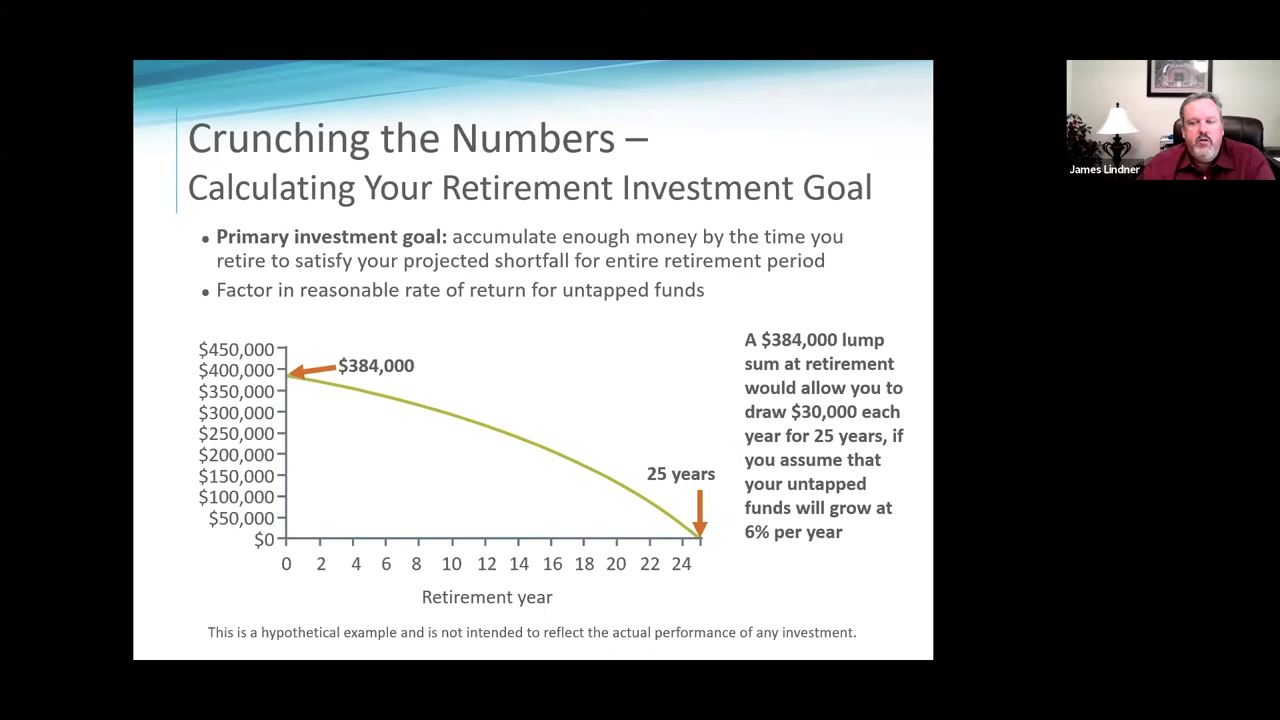 Crunching the Numbers –
Calculating Your Retirement Investment Goal
• Primary investment goal: accumulate enough money by the time you
retire to satisfy your projected shortfall for entire retirement period
• Factor in reasonable rate of return for untapped funds
$450,000
$400,000
$350,000
$300,000
$250,000
$200,000
$150,000
$100,000
$50,000
$0
$384,000
25 years
0 2 4 6 8 10 12 14 16 18 20 22 24
Retirement year
A $384,000 lump
sum at retirement
would allow you to
draw $30,000 each
year for 25 years, if
you assume that
your untapped
funds will grow at
6% per year
This is a hypothetical example and is not intended to reflect the actual performance of any investment.
James Lindner